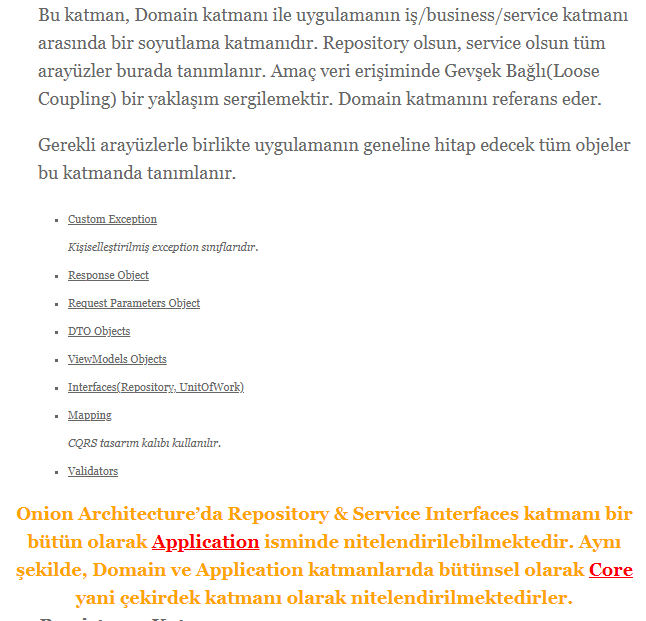 Bu katman, Domain katmanı ile uygulamanın iş/business/service katmanı
arasında bir soyutlama katmanıdır. Repository olsun, service olsun tüm
arayüzler burada tanımlanır. Amaç veri erişiminde Gevşek Bağlı(Loose
Coupling) bir yaklaşım sergilemektir. Domain katmanını referans eder.
Gerekli arayüzlerle birlikte uygulamanın geneline hitap edecek tüm objeler
bu katmanda tanımlanır.
Custom Exception
Kişiselleştirilmiş exception sınıflarıdır.
Response Object
Request Parameters Object
DTO Objects
ViewModels Objects
Interfaces(Repository, UnitOfWork)
Mapping
CQRS tasarım kalıbı kullanılır.
Validators
Onion Architecture’da Repository & Service Interfaces katmanı bir
bütün olarak Application isminde nitelendirilebilmektedir. Aynı
şekilde, Domain ve Application katmanlarıda bütünsel olarak Core
yani çekirdek katmanı olarak nitelendirilmektedirler.